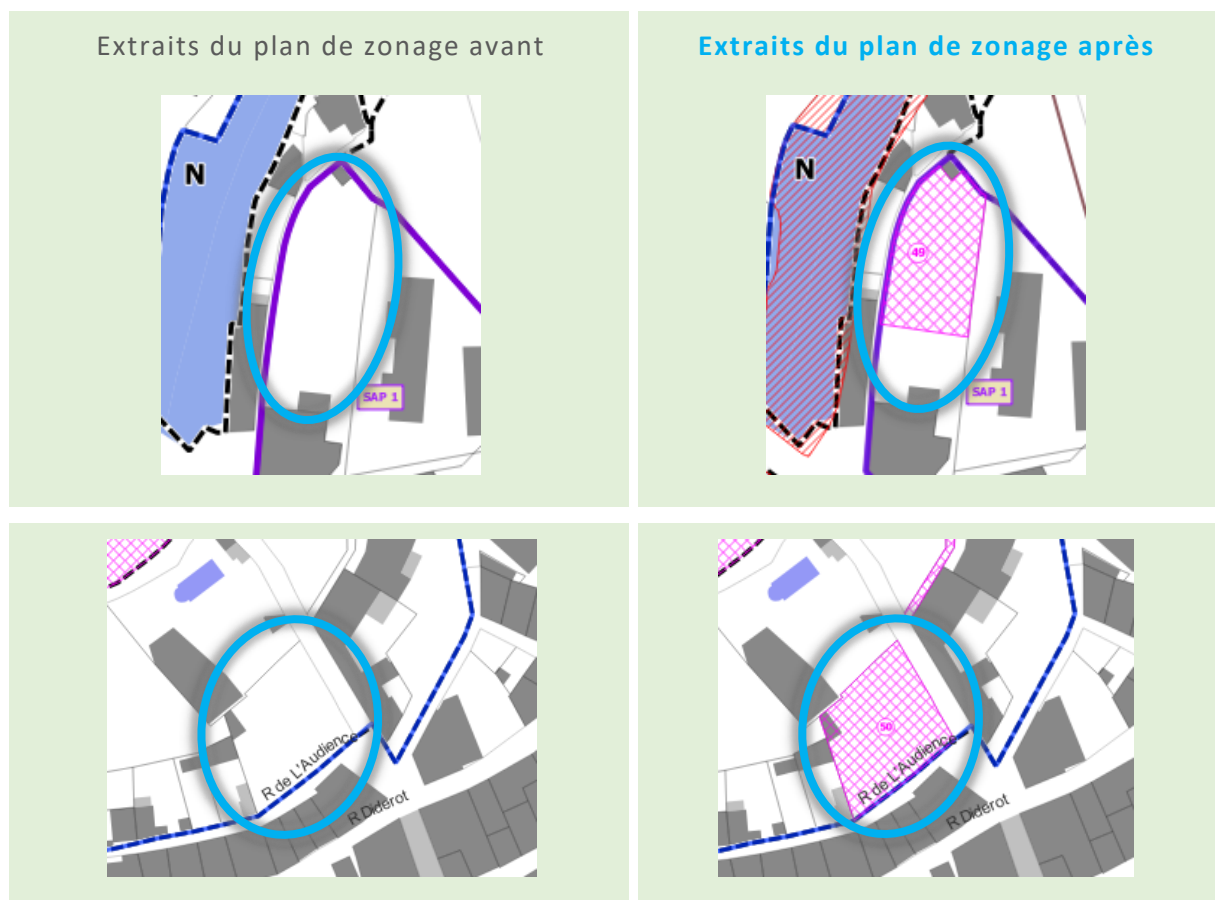 Extraits du plan de zonage avant
Extraits du plan de zonage après
N
SAP 1
N
49
SAP 1
R de L'Audience
R Diderot
50
R de L'Audience
R Diderot